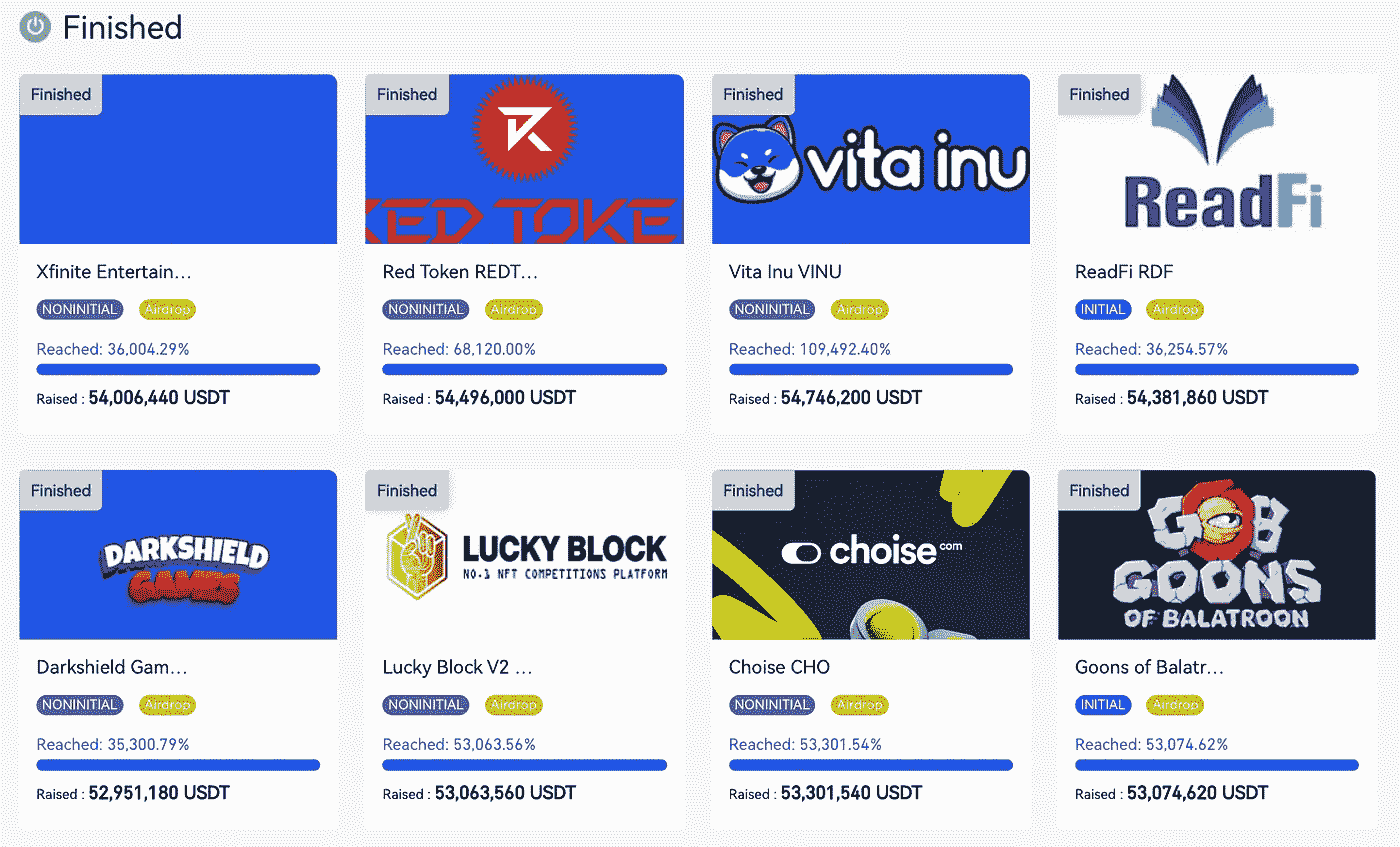 Finished
Finished
Xfinite Entertain...
NONINITIAL Airdrop
Reached: 36,004.29%
Raised : 54,006,440 USDT
Finished
RED TOKE
Red Token REDT...
NONINITIAL Airdrop
Reached: 68,120.00%
Raised : 54,496,000 USDT
Finished
vita inu
Vita Inu VINU
NONINITIAL Airdrop
Reached: 109,492.40%
Raised : 54,746,200 USDT
Finished
ReadFi
ReadFi RDF
INITIAL Airdrop
Reached: 36,254.57%
Raised : 54,381,860 USDT
Finished
DARKSHIELD
GAMES
Darkshield Gam...
NONINITIAL Airdrop
Reached: 35,300.79%
Raised : 52,951,180 USDT
Finished
LUCKY BLOCK
NO.1 NFT COMPETITIONS PLATFORM
Lucky Block V2 ...
NONINITIAL Airdrop
Reached: 53,063.56%
Raised : 53,063,560 USDT
Finished
choise.com
Choise CHO
NONINITIAL Airdrop
Reached: 53,301.54%
Raised : 53,301,540 USDT
Finished
GOB
GOONS
OF BALATROON
Goons of Balatr...
INITIAL Airdrop
Reached: 53,074.62%
Raised : 53,074,620 USDT